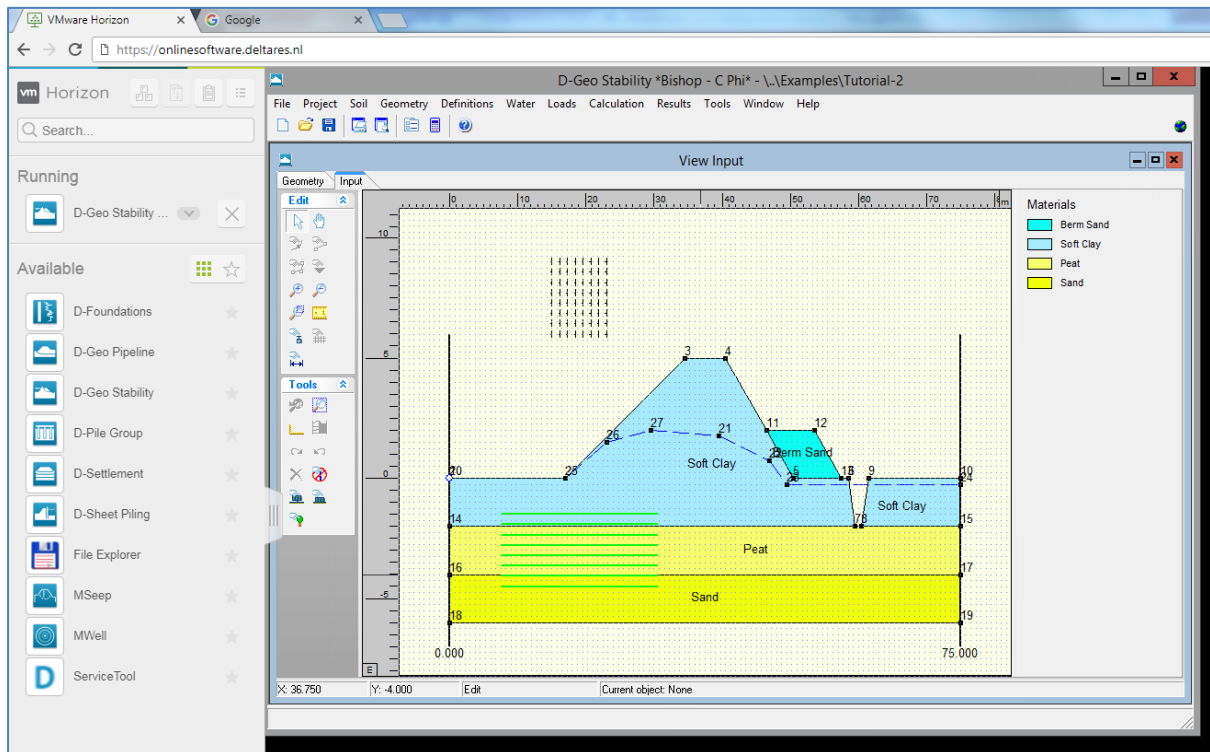 VMware Horizon
Google
https://onlinesoftware.deltares.nl
vm Horizon
Search...
Running
D-Geo Stability ...
Available
D-Foundations
D-Geo Pipeline
D-Geo Stability
D-Pile Group
D-Settlement
D-Sheet Piling
File Explorer
MSeep
MWell
ServiceTool
D-Geo Stability *Bishop - C Phi* - \..\Examples\Tutorial-2
File Project Soil Geometry Definitions Water Loads Calculation Results Tools Window Help
View Input
Geometry Input
Edit
Tools
0 10 20 30 40 50 60 70 m
10
5
0
-5
3 4
11 12
26 27 21
Berm Sand
Soft Clay
5 9 10
24
Soft Clay
14 15
Peat
16 17
Sand
18 19
0.000 75.000
E
Materials
Berm Sand
Soft Clay
Peat
Sand
X: 36.750 Y: -4.000 Edit Current object: None